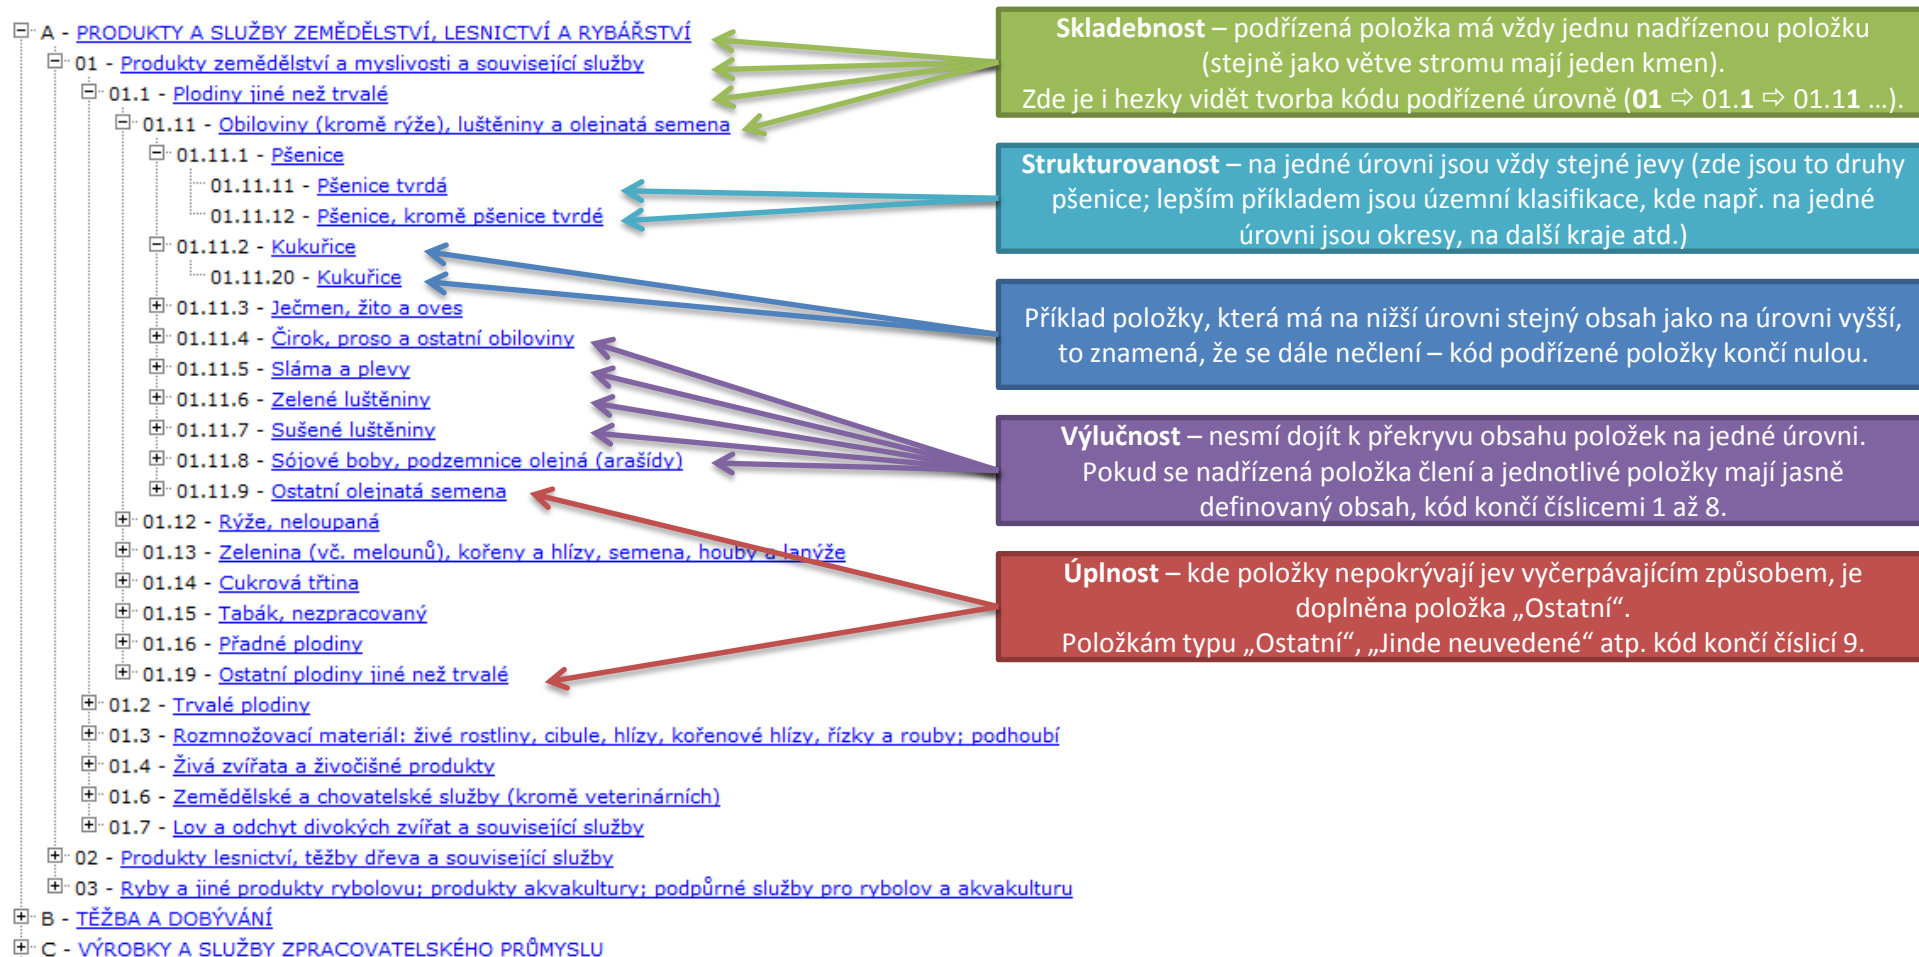 A - PRODUKTY A SLUŽBY ZEMĚDĚLSTVÍ, LESNICTVÍ A RYBÁŘSTVÍ
01 - Produkty zemědělství a myslivosti a související služby
01.1 - Plodiny jiné než trvalé
01.11 - Obiloviny (kromě rýže), luštěniny a olejnatá semena
01.11.1 - Pšenice
01.11.11 - Pšenice tvrdá
01.11.12 - Pšenice, kromě pšenice tvrdé
01.11.2 - Kukuřice
01.11.20 - Kukuřice
01.11.3 - Ječmen, žito a oves
01.11.4 - Čirok, proso a ostatní obiloviny
01.11.5 - Sláma a plevy
01.11.6 - Zelené luštěniny
01.11.7 - Sušené luštěniny
01.11.8 - Sójové boby, podzemnice olejná (arašídy)
01.11.9 - Ostatní olejnatá semena
01.12 - Rýže, neloupaná
01.13 - Zelenina (vč. melounů), kořeny a hlízy, semena, houby a lanýže
01.14 - Cukrová třtina
01.15 - Tabák, nezpracovaný
01.16 - Přadné plodiny
01.19 - Ostatní plodiny jiné než trvalé
01.2 - Trvalé plodiny
01.3 - Rozmnožovací materiál: živé rostliny, cibule, hlízy, kořenové hlízy, řízky a rouby; podhoubí
01.4 - Živá zvířata a živočišné produkty
01.6 - Zemědělské a chovatelské služby (kromě veterinárních)
01.7 - Lov a odchyt divokých zvířat a související služby
02 - Produkty lesnictví, těžby dřeva a související služby
03 - Ryby a jiné produkty rybolovu; produkty akvakultury; podpůrné služby pro rybolov a akvakulturu
B - TĚŽBA A DOBÝVÁNÍ
C - VÝROBKY A SLUŽBY ZPRACOVATELSKÉHO PRŮMYSLU
Skladebnost – podřízená položka má vždy jednu nadřízenou položku
(stejně jako větve stromu mají jeden kmen).
Zde je i hezky vidět tvorba kódu podřízené úrovně (01 ⇨ 01.1 ⇨ 01.11 …).
Strukturovanost – na jedné úrovni jsou vždy stejné jevy (zde jsou to druhy
pšenice; lepším příkladem jsou územní klasifikace, kde např. na jedné
úrovni jsou okresy, na další kraje atd.)
Příklad položky, která má na nižší úrovni stejný obsah jako na úrovni vyšší,
to znamená, že se dále nečlení – kód podřízené položky končí nulou.
Výlučnost – nesmí dojít k překryvu obsahu položek na jedné úrovni.
Pokud se nadřízená položka člení a jednotlivé položky mají jasně
definovaný obsah, kód končí číslicemi 1 až 8.
Úplnost – kde položky nepokrývají jev vyčerpávajícím způsobem, je
doplněna položka „Ostatní“.
Položkám typu „Ostatní“, „Jinde neuvedené“ atp. kód končí číslicí 9.